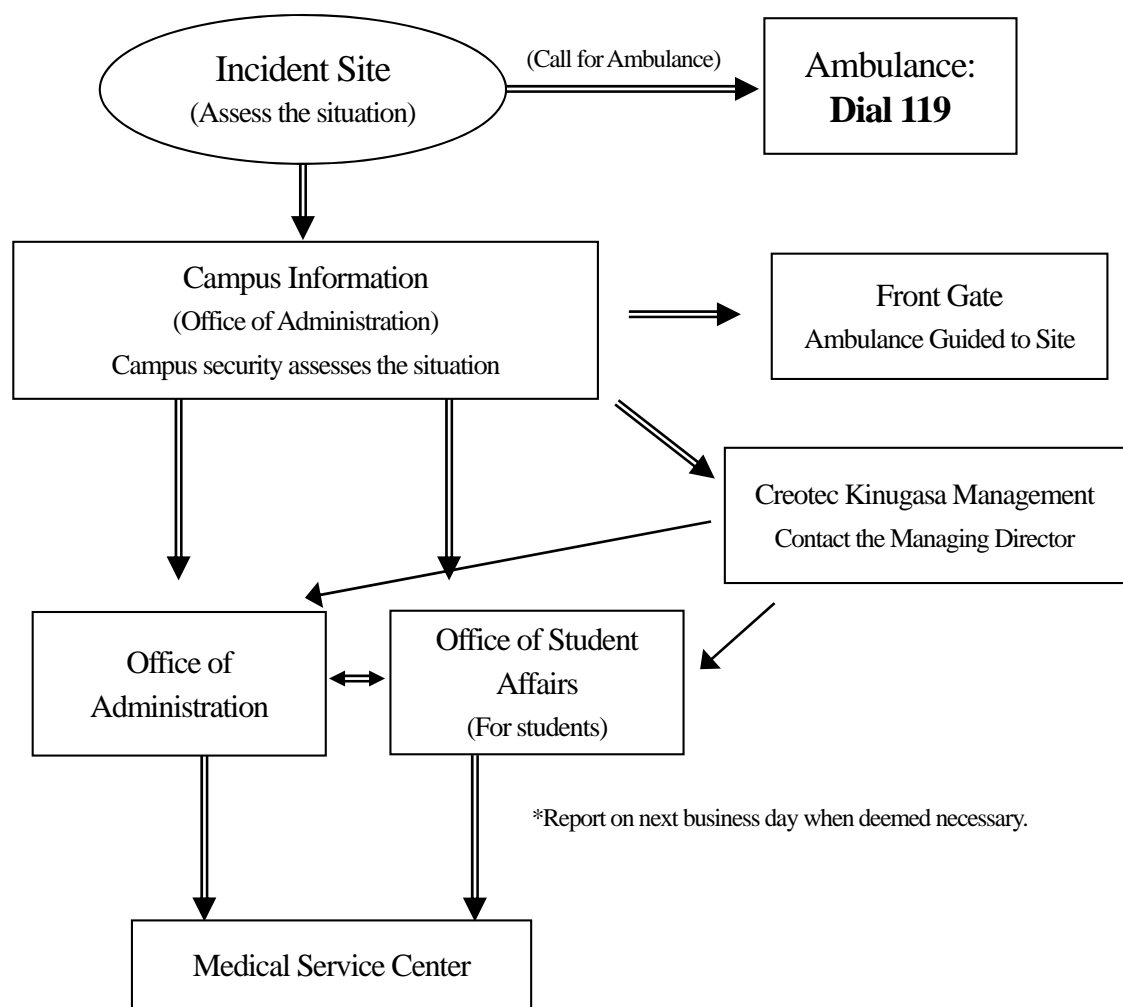 Incident Site
(Assess the situation)
(Call for Ambulance)
Ambulance:
Dial 119
Campus Information
(Office of Administration)
Campus security assesses the situation
Front Gate
Ambulance Guided to Site
Creotec Kinugasa Management
Contact the Managing Director
Office of
Administration
Office of Student
Affairs
(For students)
*Report on next business day when deemed necessary.
Medical Service Center